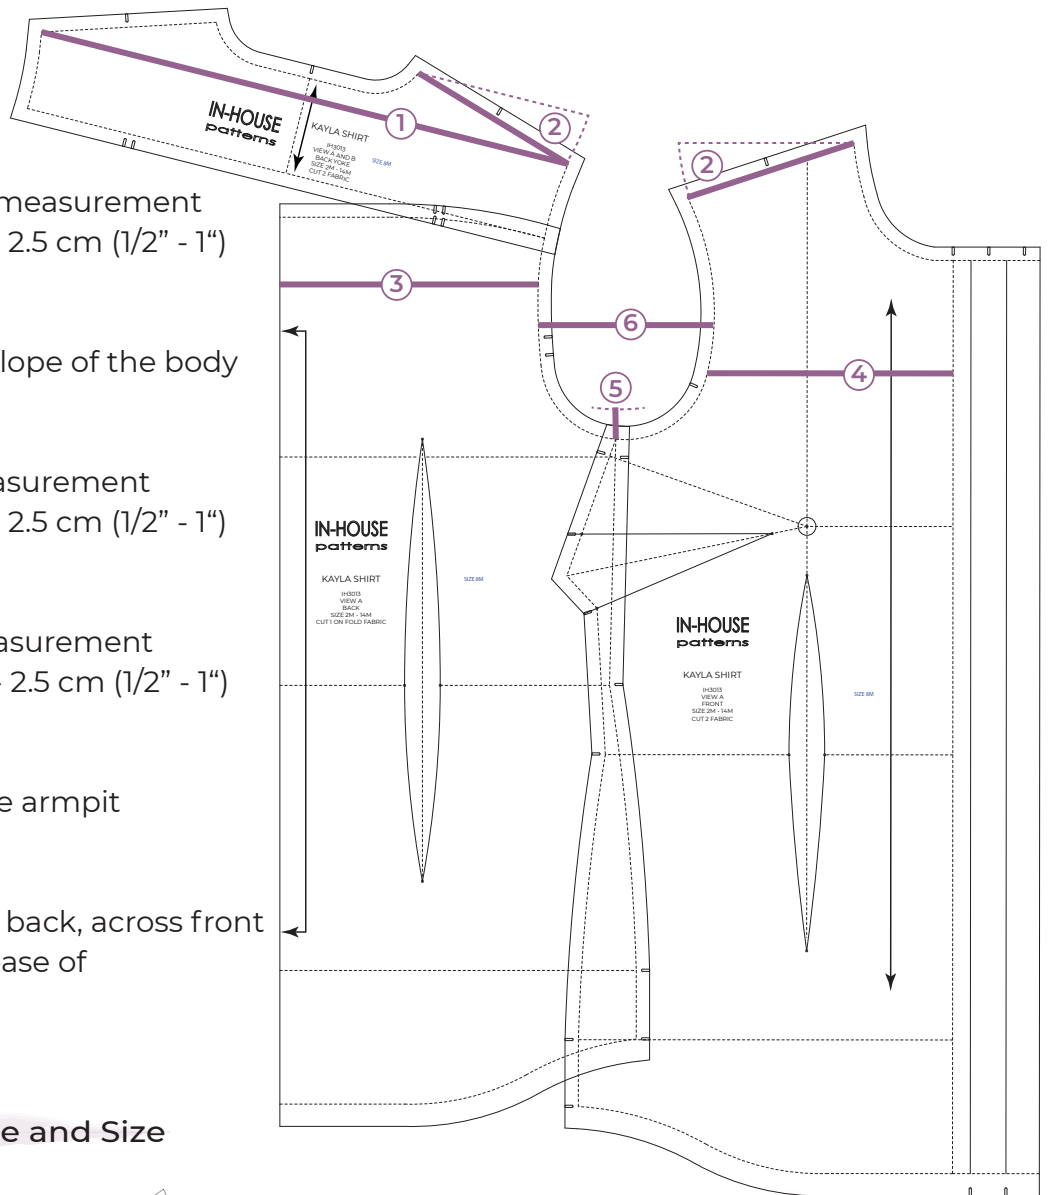 IN-HOUSE
patterns
KAYLA SHIRT
IH3013
VIEW A AND B
BACK YOKE
SIZE 2M - 14M
CUT 2 FABRIC
SIZE 8M
1
2
2
measurement
2.5 cm (1/2” - 1“)
3
6
lope of the body
4
5
asurement
2.5 cm (1/2” - 1“)
IN-HOUSE
patterns
KAYLA SHIRT
IH3013
VIEW A
BACK
SIZE 2M - 14M
CUT 1 ON FOLD FABRIC
SIZE 8M
asurement
- 2.5 cm (1/2” - 1“)
IN-HOUSE
patterns
KAYLA SHIRT
IH3013
VIEW A
FRONT
SIZE 2M - 14M
CUT 2 FABRIC
SIZE 8M
e armpit
back, across front
ase of
e and Size